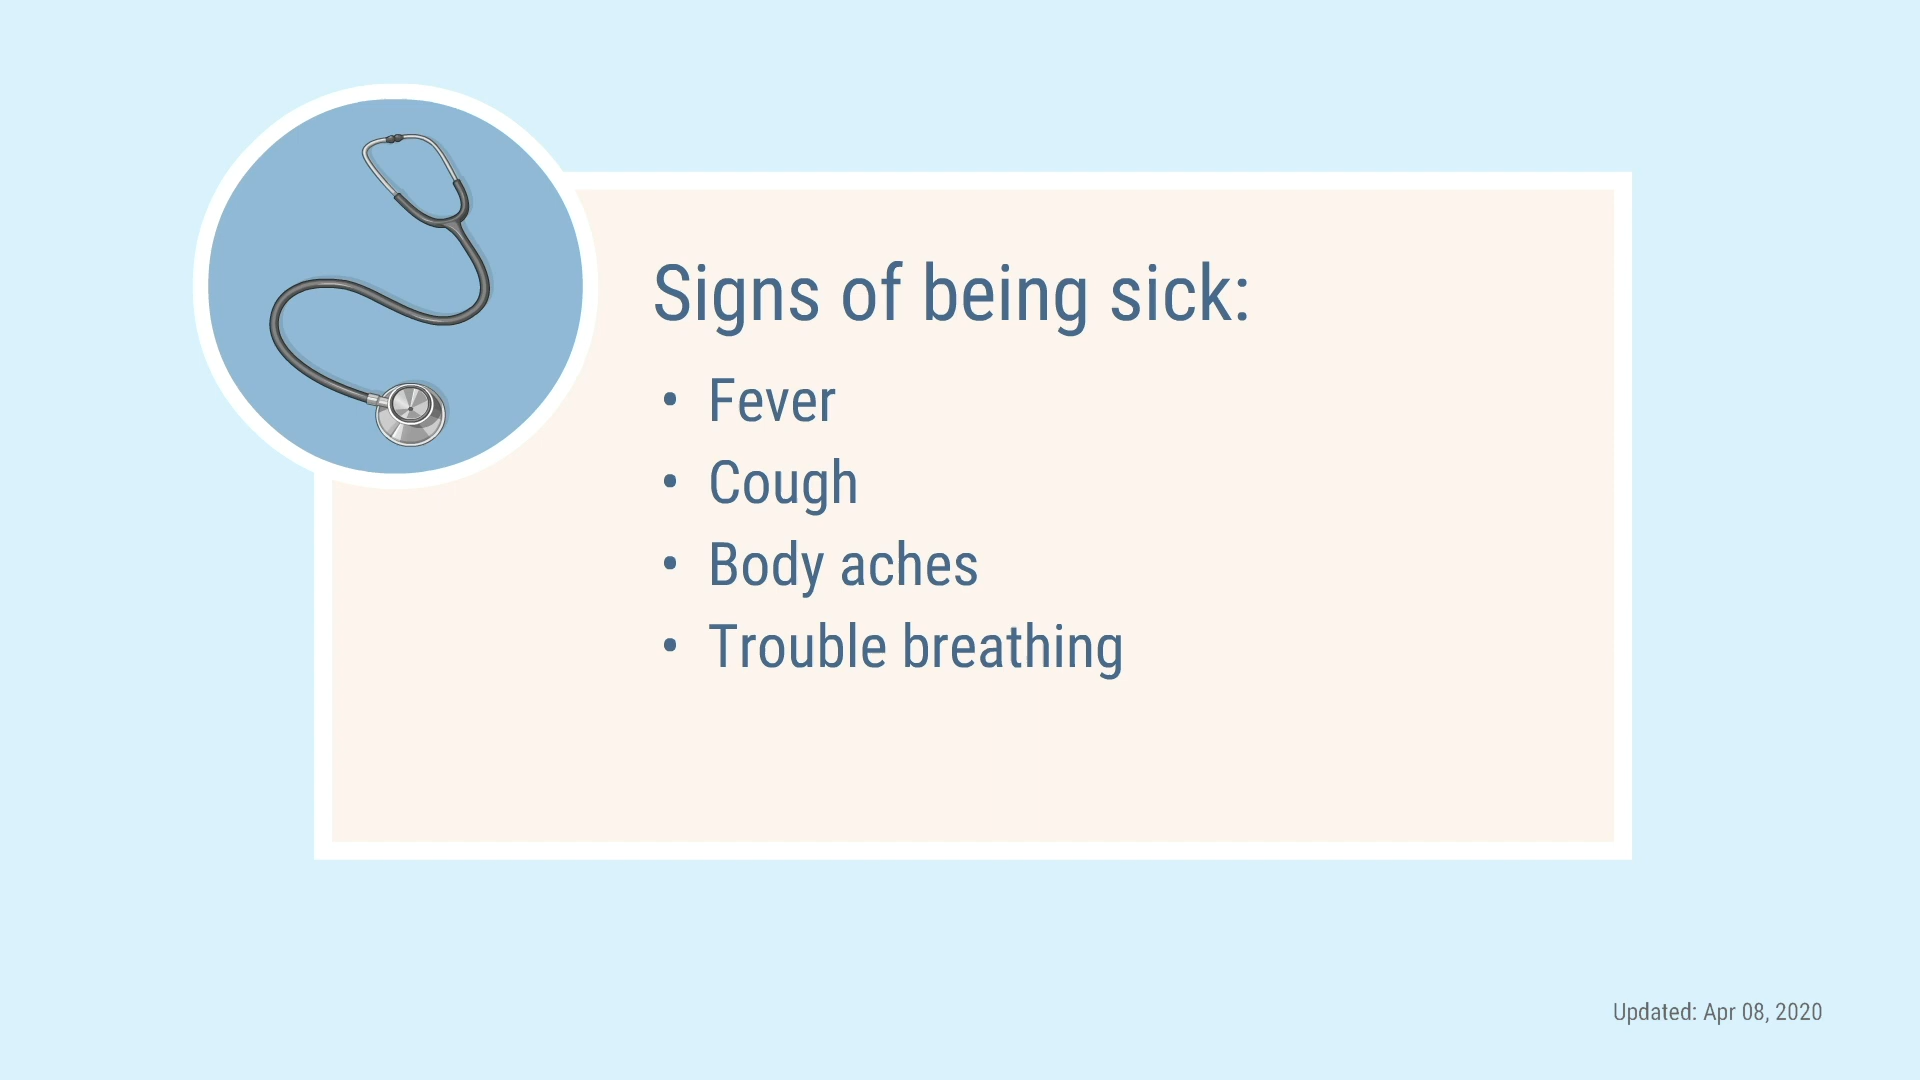 Signs of being sick:
• Fever
• Cough
• Body aches
• Trouble breathing
Updated: Apr 08, 2020